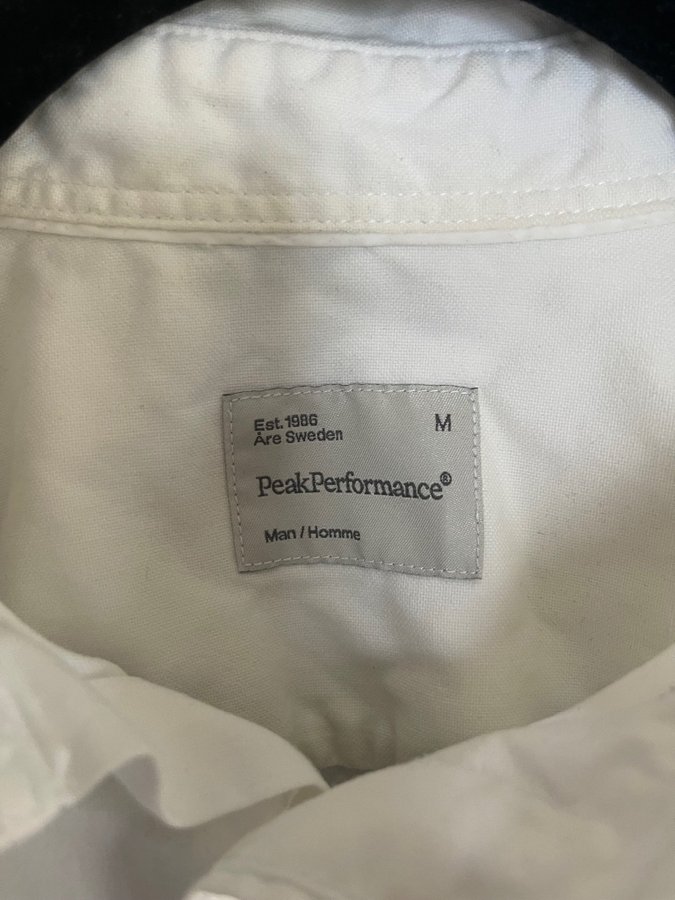 Est.1986
Åre Sweden
M
PeakPerformance®
Man / Homme